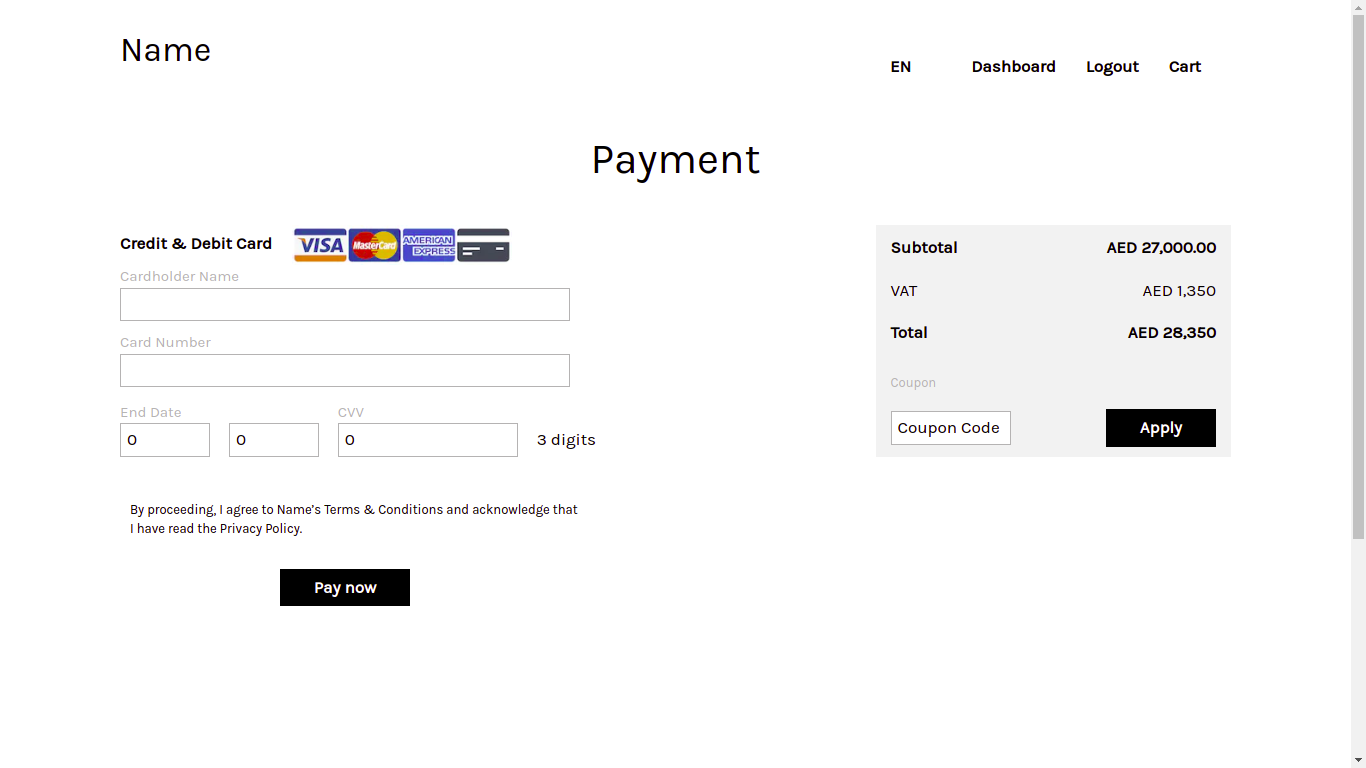 Name
EN Dashboard Logout Cart
Payment
Credit & Debit Card VISA MasterCard AMERICAN EXPRESS
Cardholder Name
Card Number
End Date CVV
0 0 0 3 digits
By proceeding, I agree to Name's Terms & Conditions and acknowledge that
I have read the Privacy Policy.
Pay now
Subtotal AED 27,000.00
VAT AED 1,350
Total AED 28,350
Coupon
Coupon Code Apply